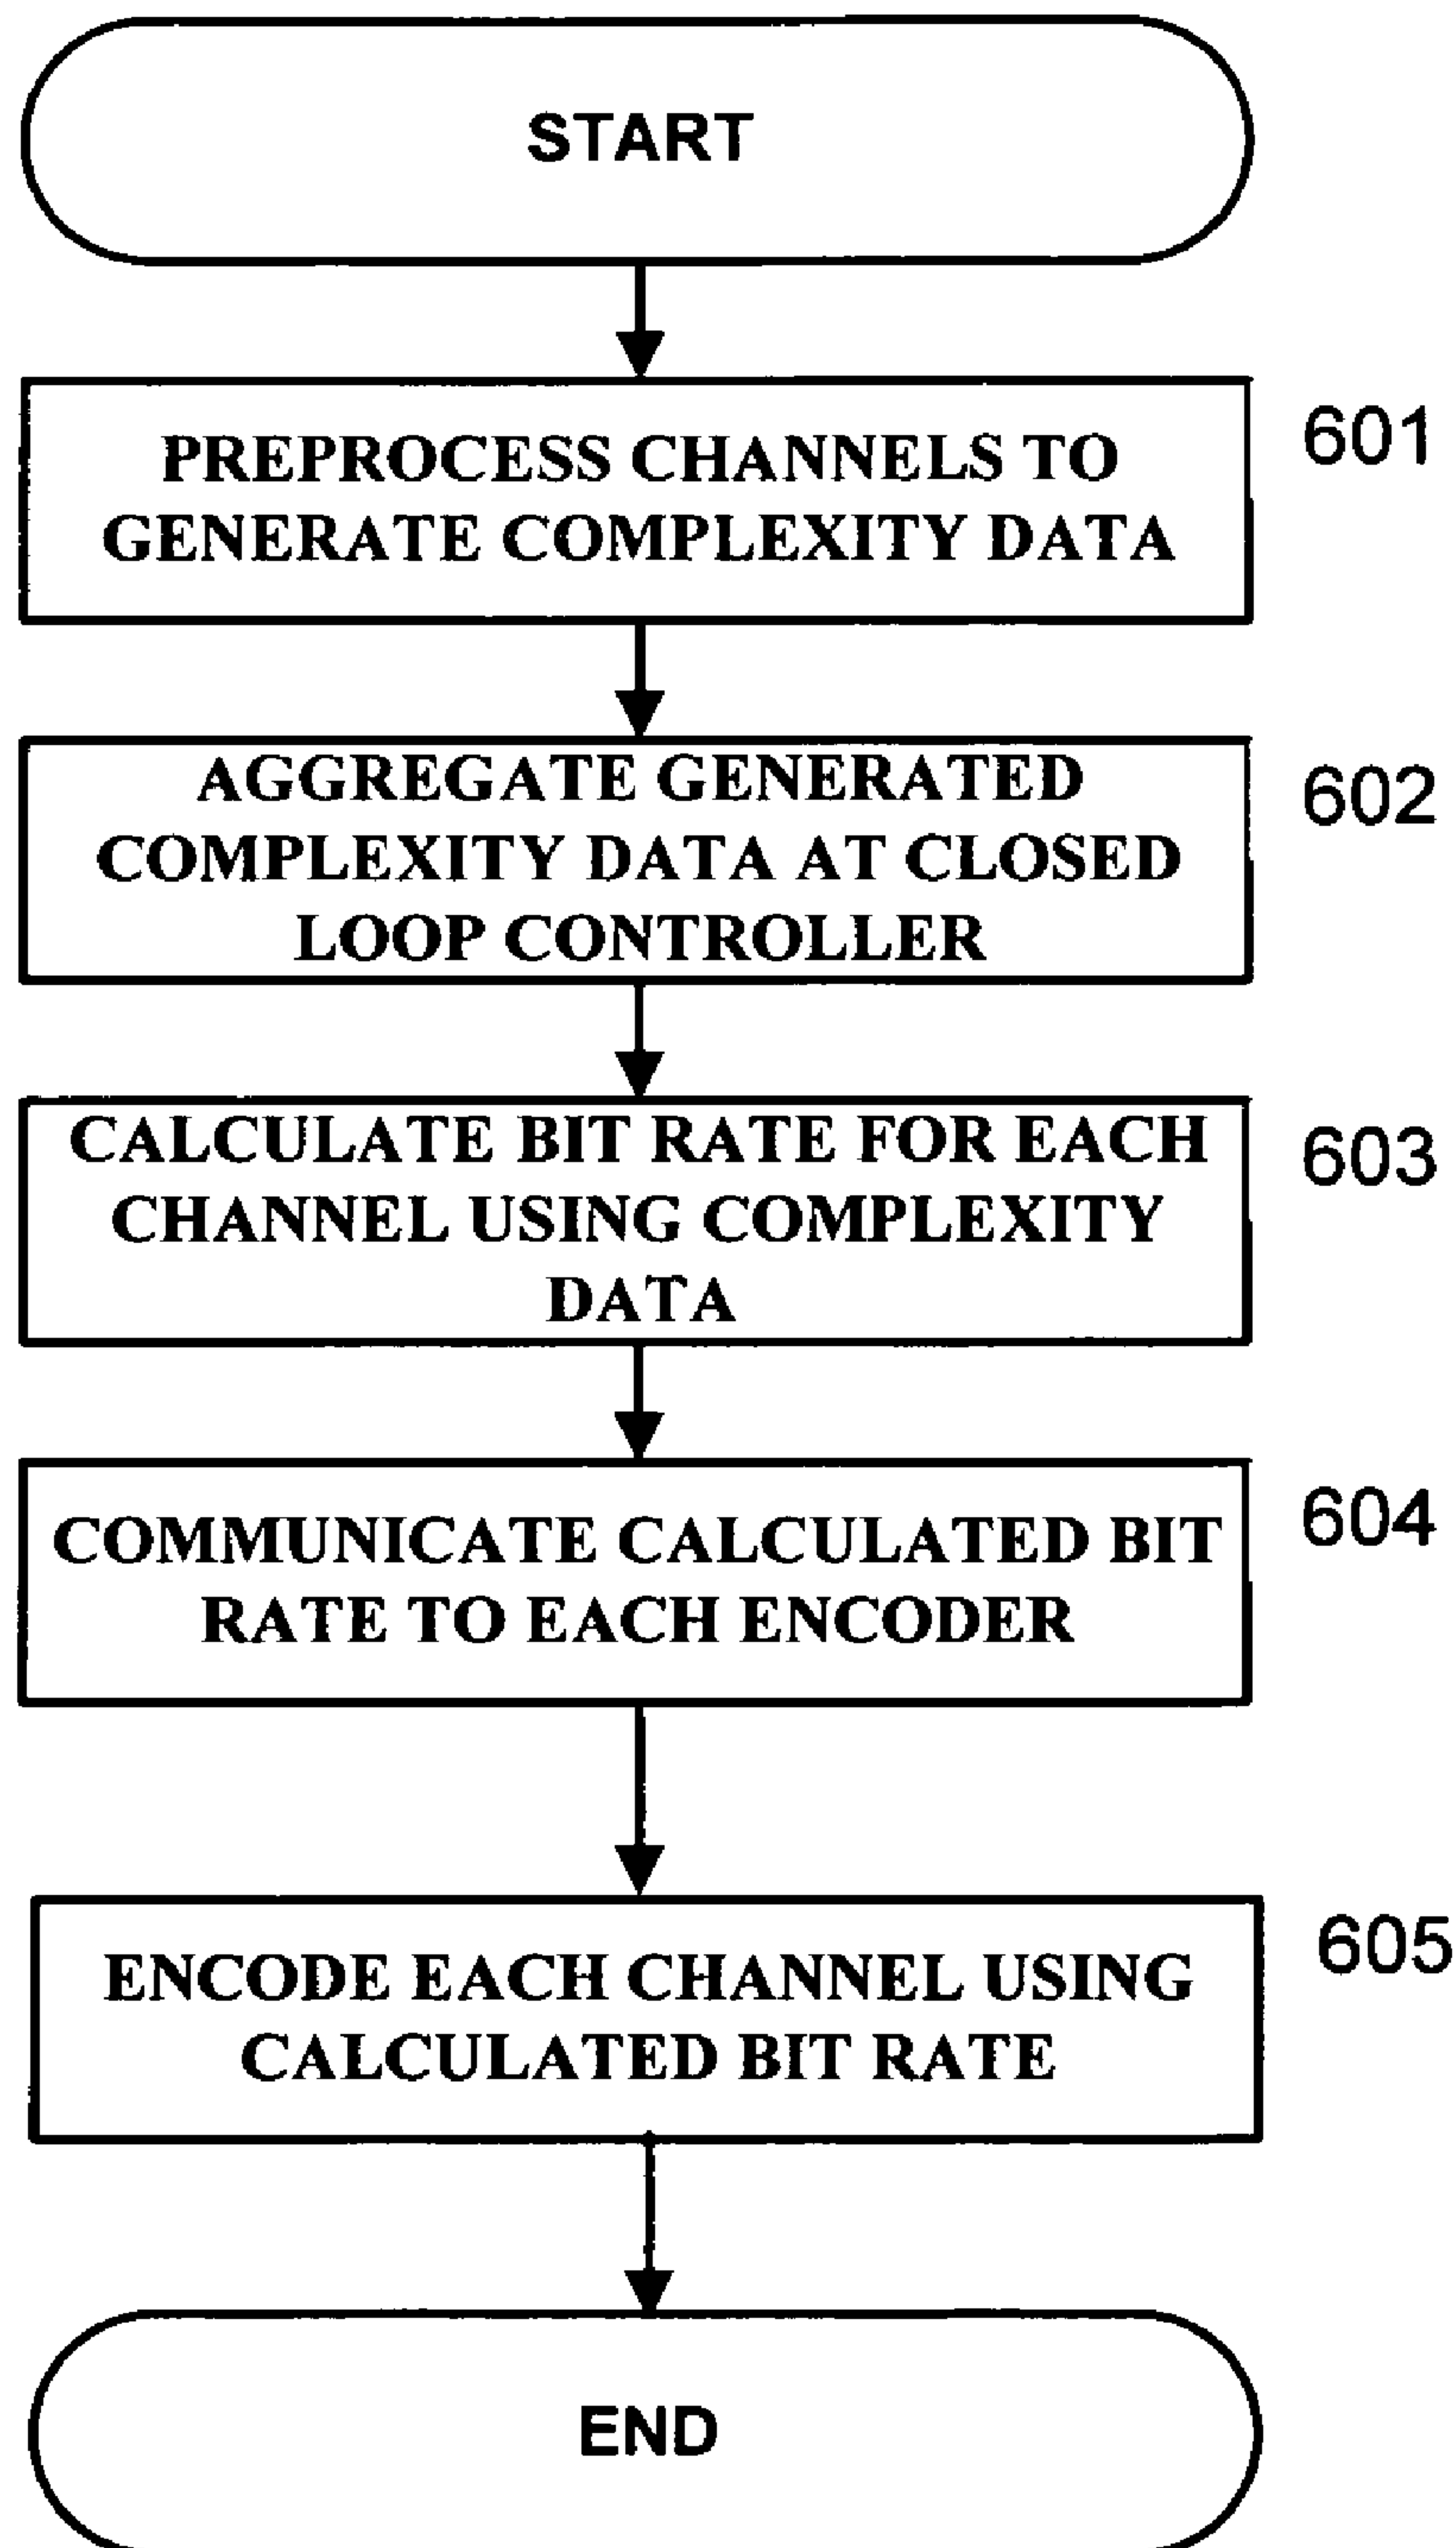 START
PREPROCESS CHANNELS TO
GENERATE COMPLEXITY DATA
601
AGGREGATE GENERATED
COMPLEXITY DATA AT CLOSED
LOOP CONTROLLER
602
CALCULATE BIT RATE FOR EACH
CHANNEL USING COMPLEXITY
DATA
603
COMMUNICATE CALCULATED BIT
RATE TO EACH ENCODER
604
ENCODE EACH CHANNEL USING
CALCULATED BIT RATE
605
END